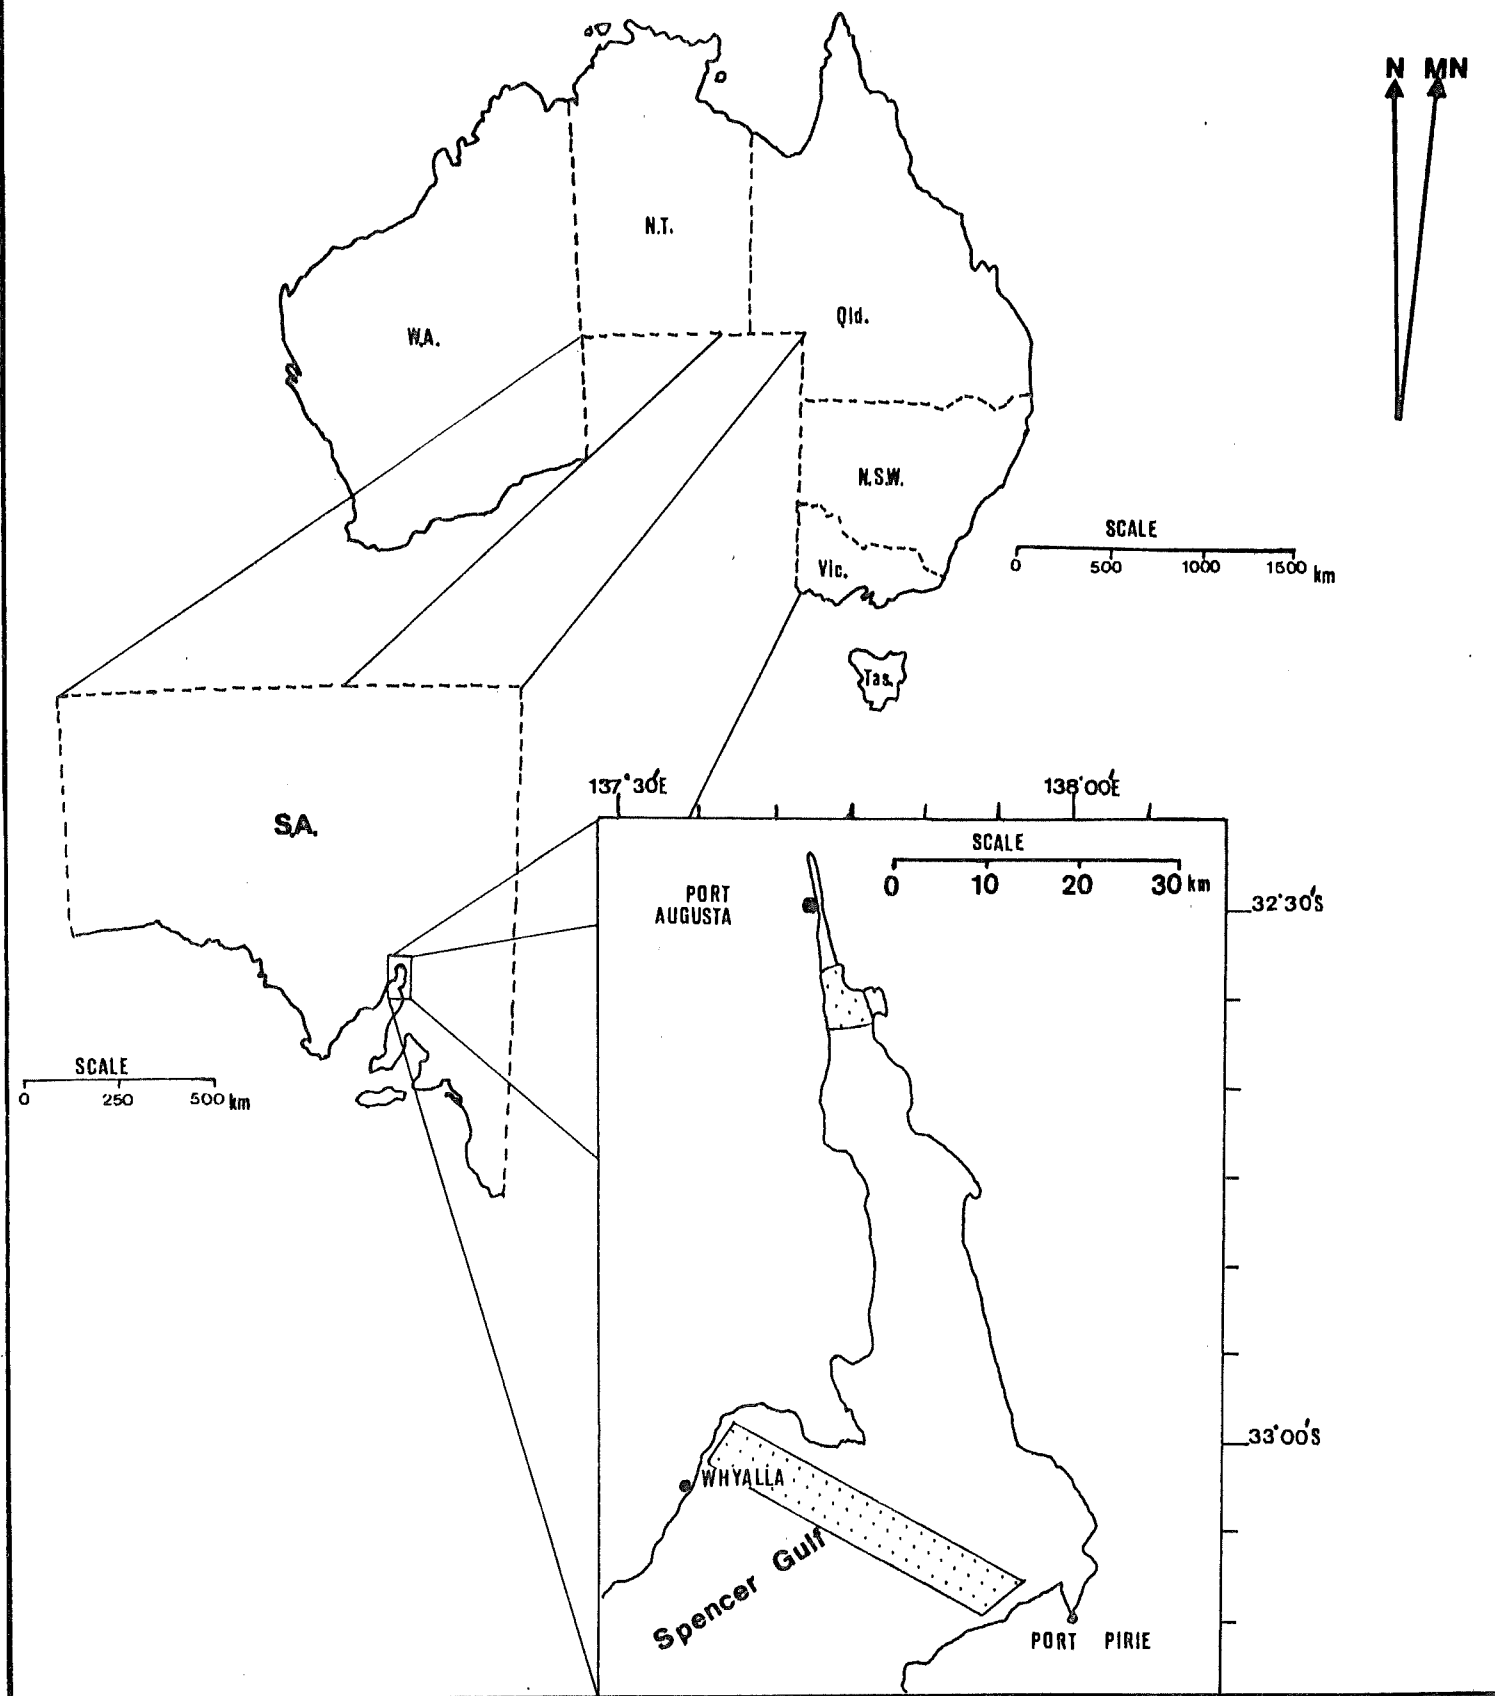 N MN
N.T.
Qld.
W.A.
N.S.W.
SCALE
0 500 1000 1500 km
Vic.
Tas.
137°30'E 138°00'E
S.A.
SCALE
0 10 20 30 km
PORT
AUGUSTA
32°30'S
SCALE
0 250 500 km
33°00'S
WHYALLA
Spencer Gulf
PORT PIRIE